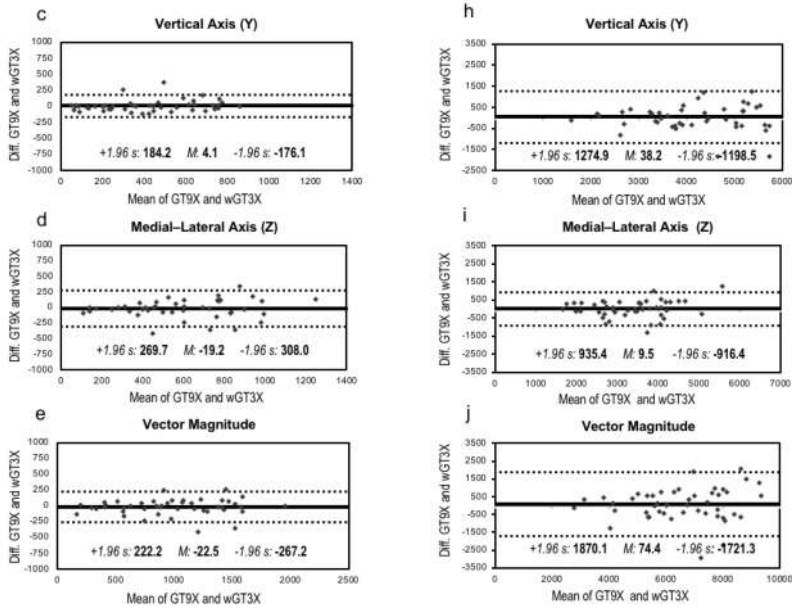 c
Vertical Axis (Y)
1000
750
500
250
0
-250
-500
-750
-1000
Diff. GT9X and wGT3X
+1.96 s: 184.2 M: 4.1 -1.96 s: -176.1
0 200 400 600 800 1000 1200 1400
Mean of GT9X and wGT3X
d
Medial–Lateral Axis (Z)
1000
750
500
250
0
-250
-500
-750
-1000
Diff. GT9X and wGT3X
+1.96 s: 269.7 M: -19.2 -1.96 s: 308.0
0 200 400 600 800 1000 1200 1400
Mean of GT9X and wGT3X
e
Vector Magnitude
1000
750
500
250
0
-250
-500
-750
-1000
Diff. GT9X and wGT3X
+1.96 s: 222.2 M: -22.5 -1.96 s: -267.2
0 500 1000 1500 2000 2500
Mean of GT9X and wGT3X
h
Vertical Axis (Y)
3500
2500
1500
500
-500
-1500
-2500
Diff. GT9X and wGT3X
+1.96 s: 1274.9 M: 38.2 -1.96 s: -1198.5
0 1000 2000 3000 4000 5000 6000
Mean of GT9X and wGT3X
i
Medial–Lateral Axis (Z)
3500
2500
1500
500
-500
-1500
-2500
-3500
Diff. GT9X and wGT3X
+1.96 s: 935.4 M: 9.5 -1.96 s: -916.4
0 1000 2000 3000 4000 5000 6000 7000
Mean of GT9X and wGT3X
j
Vector Magnitude
3500
2500
1500
500
-500
-1500
-2500
-3500
Diff. GT9X and wGT3X
+1.96 s: 1870.1 M: 74.4 -1.96 s: -1721.3
0 2000 4000 6000 8000 10000
Mean of GT9X and wGT3X